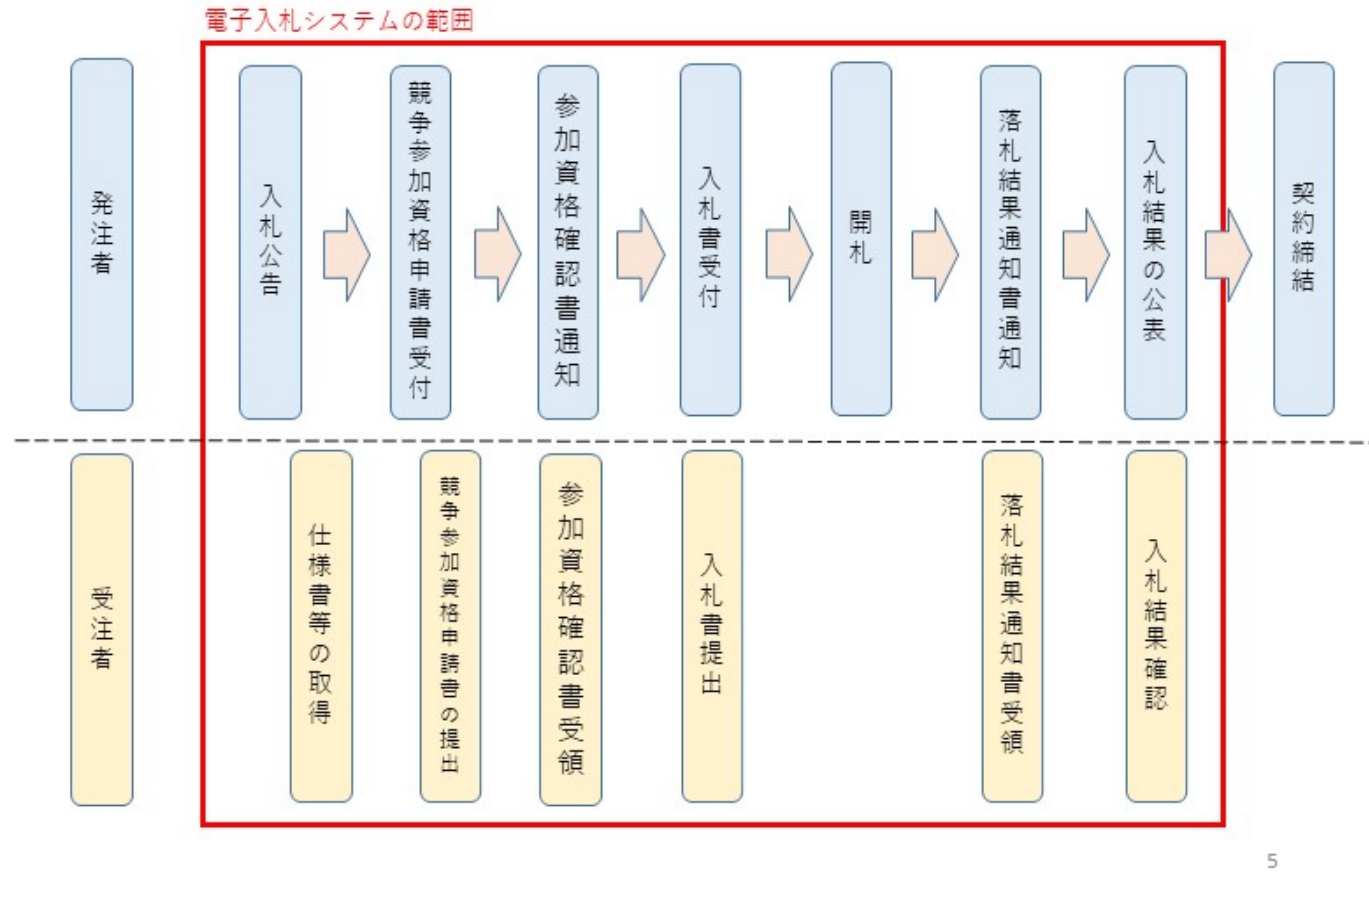 電子入札システムの範囲
発注者
入札公告
競争参加資格申請書受付
参加資格確認書通知
入札書受付
開札
落札結果通知書通知
入札結果の公表
契約締結
受注者
仕様書等の取得
競争参加資格申請書の提出
参加資格確認書受領
入札書提出
落札結果通知書受領
入札結果確認
5